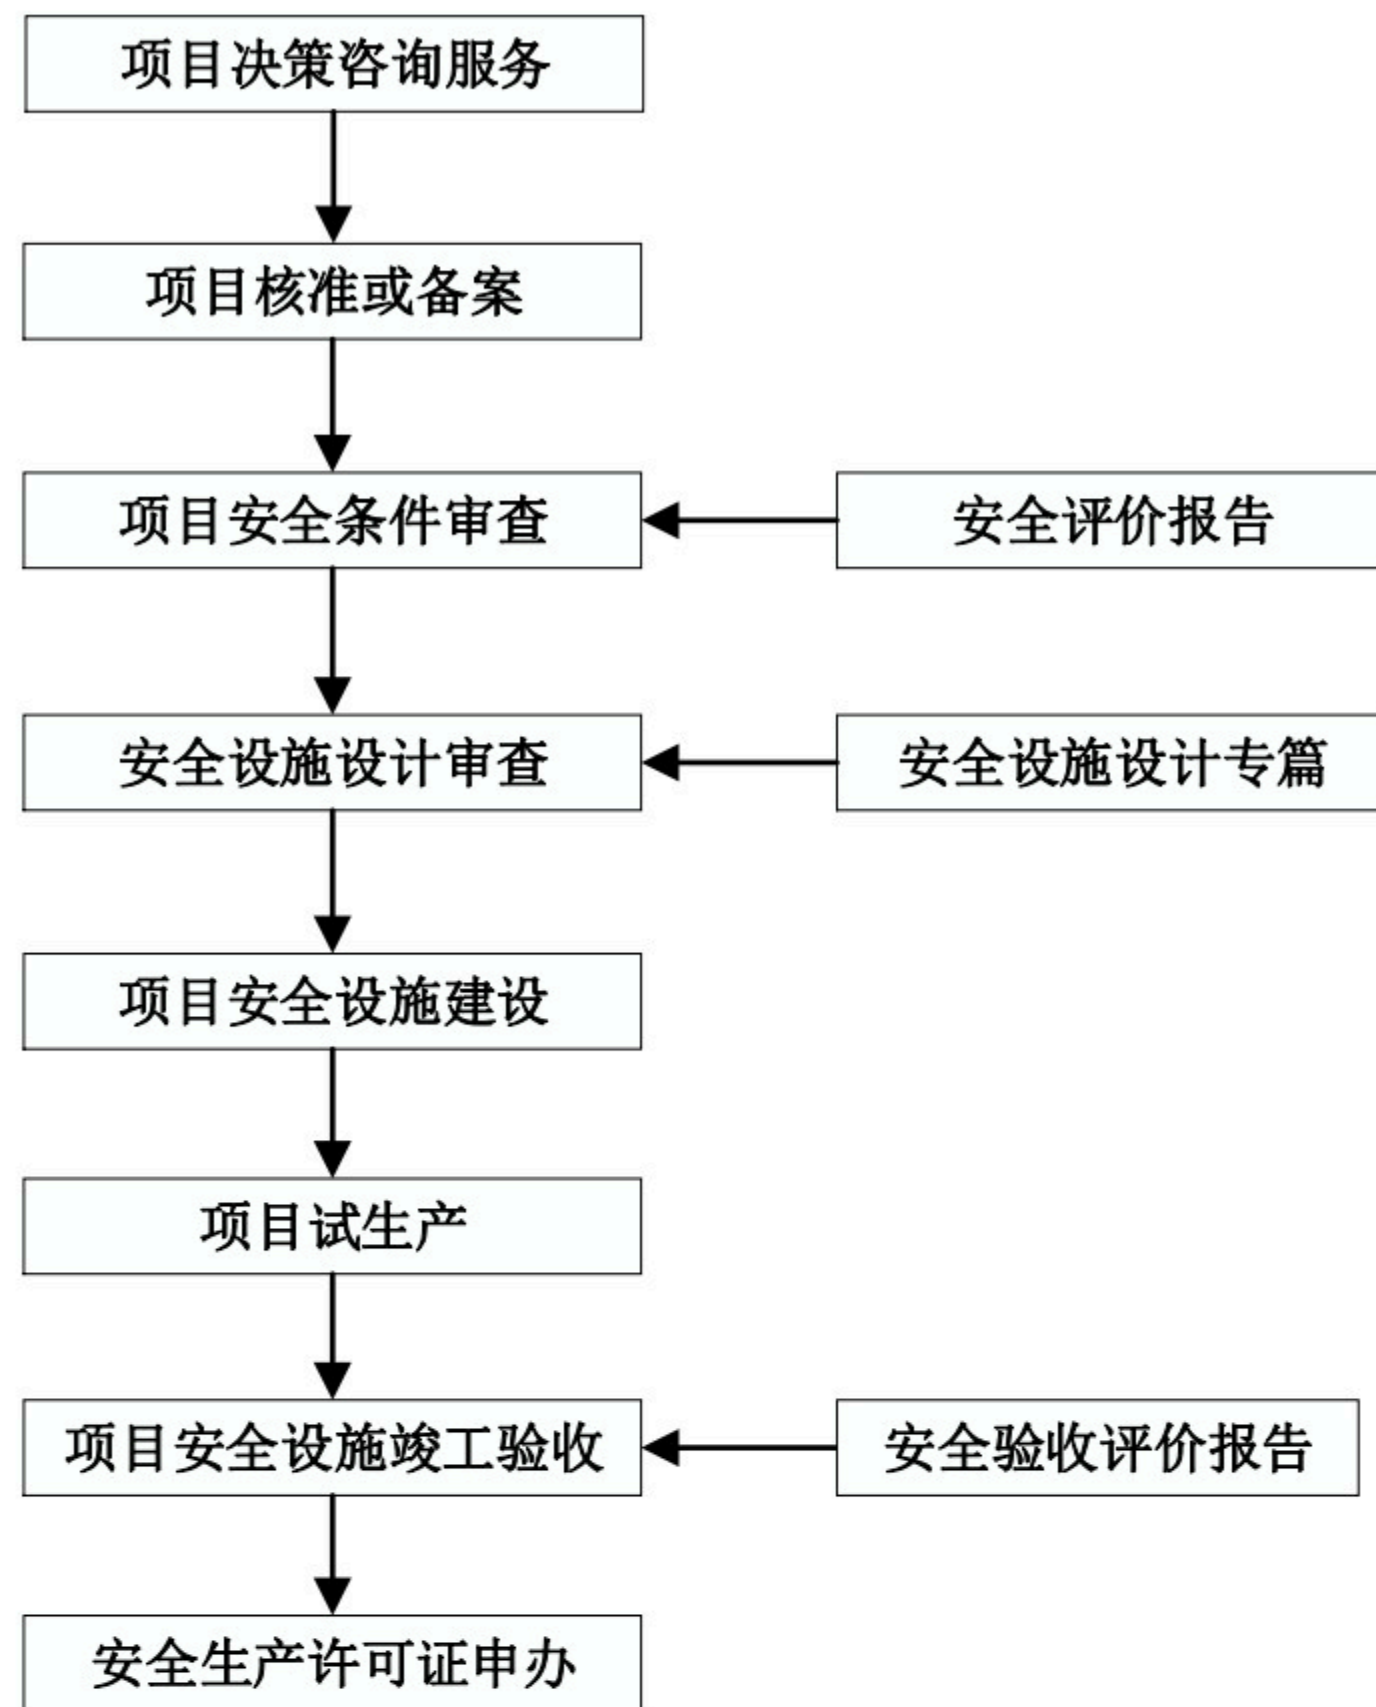 项目决策咨询服务
项目核准或备案
项目安全条件审查
安全评价报告
安全设施设计审查
安全设施设计专篇
项目安全设施建设
项目试生产
项目安全设施竣工验收
安全验收评价报告
安全生产许可证申办